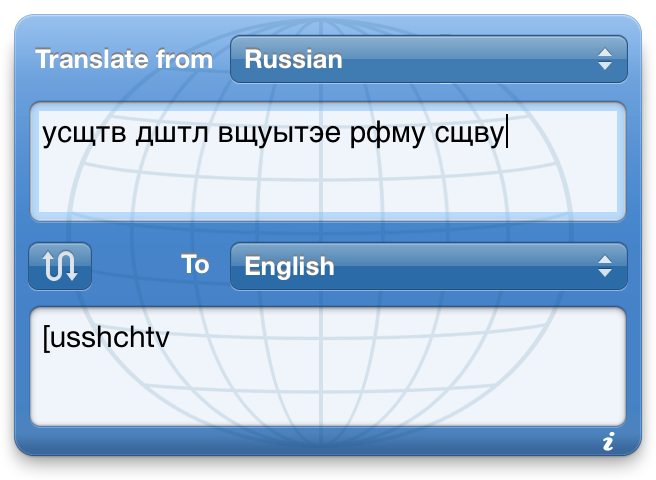 Translate from
Russian
усщтв дштл вщуытэе рфму сщву
To
English
[usshchtv
i